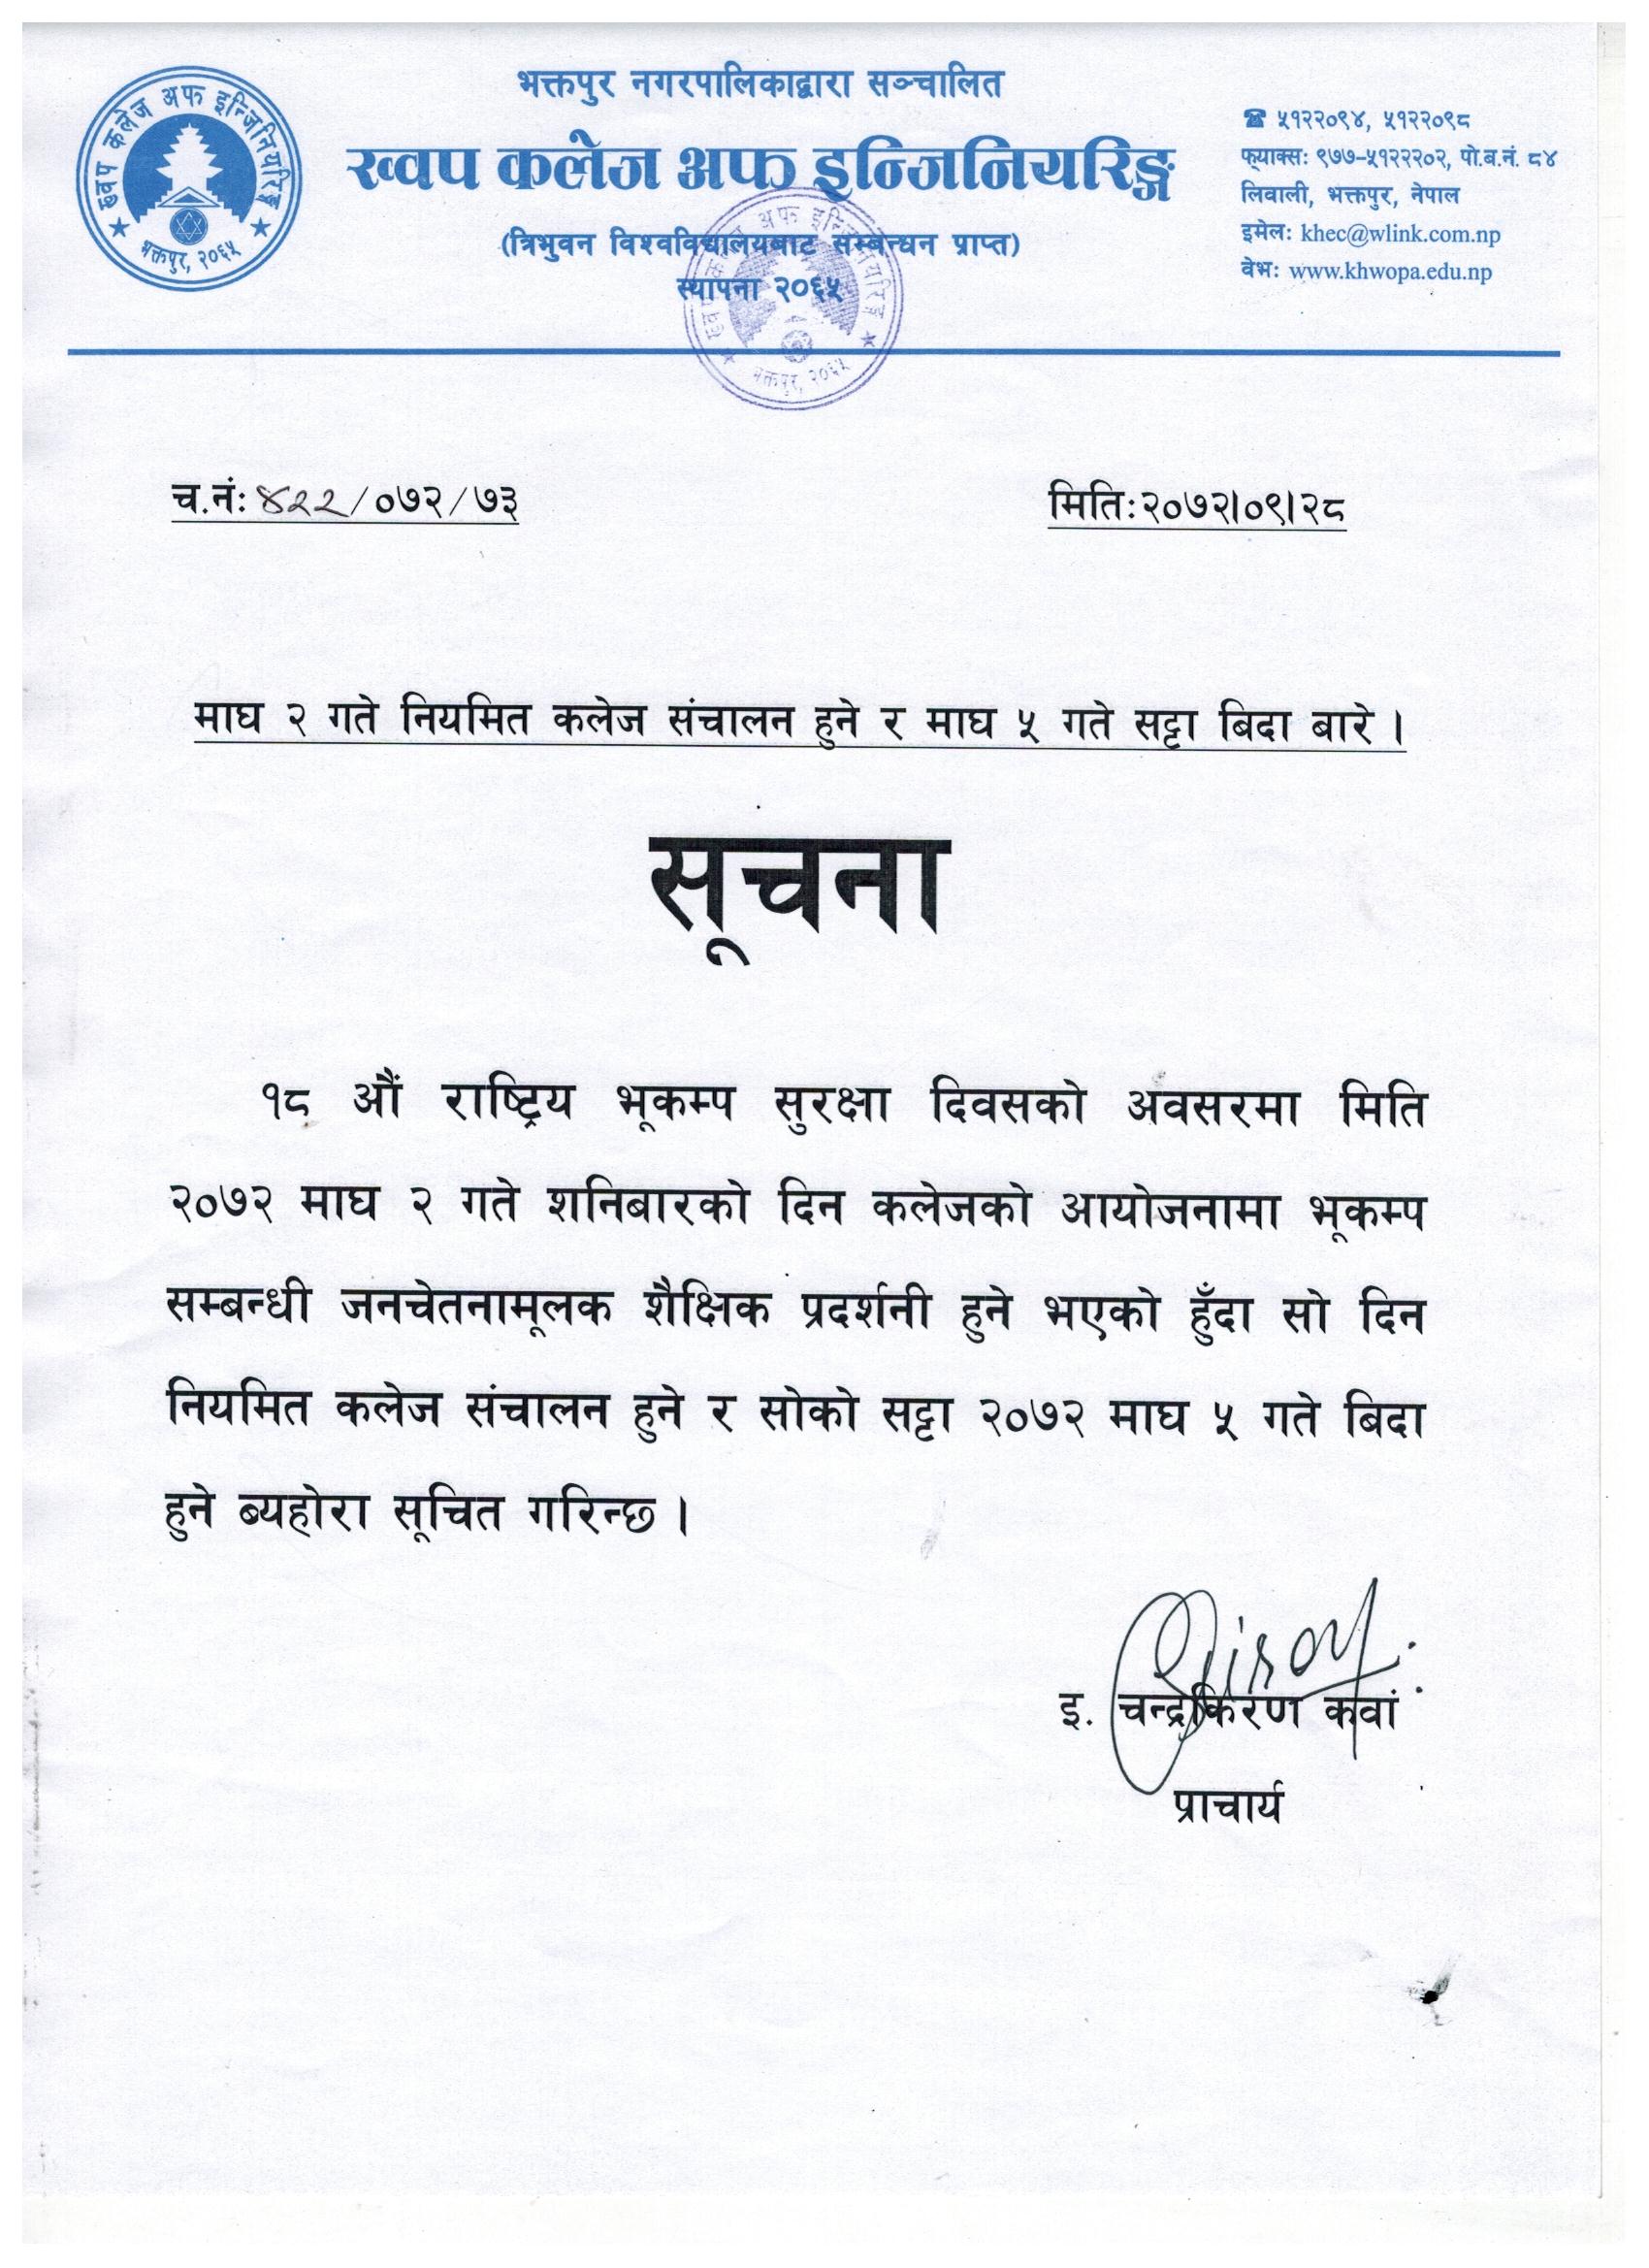 भक्तपुर नगरपालिकाद्वारा सञ्चालित
ख्वप कलेज अफ इन्जिनियरिङ्ग
(त्रिभुवन विश्वविद्यालयबाट सम्बन्धन प्राप्त)
स्थापना २०६५
ख्वप कलेज अफ इन्जिनियरिङ्ग
भक्तपुर, २०६५
☎ ५१२२०९४, ५१२२०९८
फ्याक्स: ९७७-५१२२२०२, पो.ब.नं. ८४
लिवाली, भक्तपुर, नेपाल
इमेल: khec@wlink.com.np
वेभ: www.khwopa.edu.np
अफ इन्जिनियरिङ्ग
भक्तपुर, २०६५
च.नं: ४२२/०७२/७३
मिति:२०७२।०९।२८
माघ २ गते नियमित कलेज संचालन हुने र माघ ५ गते सट्टा बिदा बारे ।
सूचना
१८ औं राष्ट्रिय भूकम्प सुरक्षा दिवसको अवसरमा मिति
२०७२ माघ २ गते शनिबारको दिन कलेजको आयोजनामा भूकम्प
सम्बन्धी जनचेतनामूलक शैक्षिक प्रदर्शनी हुने भएको हुँदा सो दिन
नियमित कलेज संचालन हुने र सोको सट्टा २०७२ माघ ५ गते बिदा
हुने ब्यहोरा सूचित गरिन्छ ।
इ. चन्द्रकिरण कवां
प्राचार्य